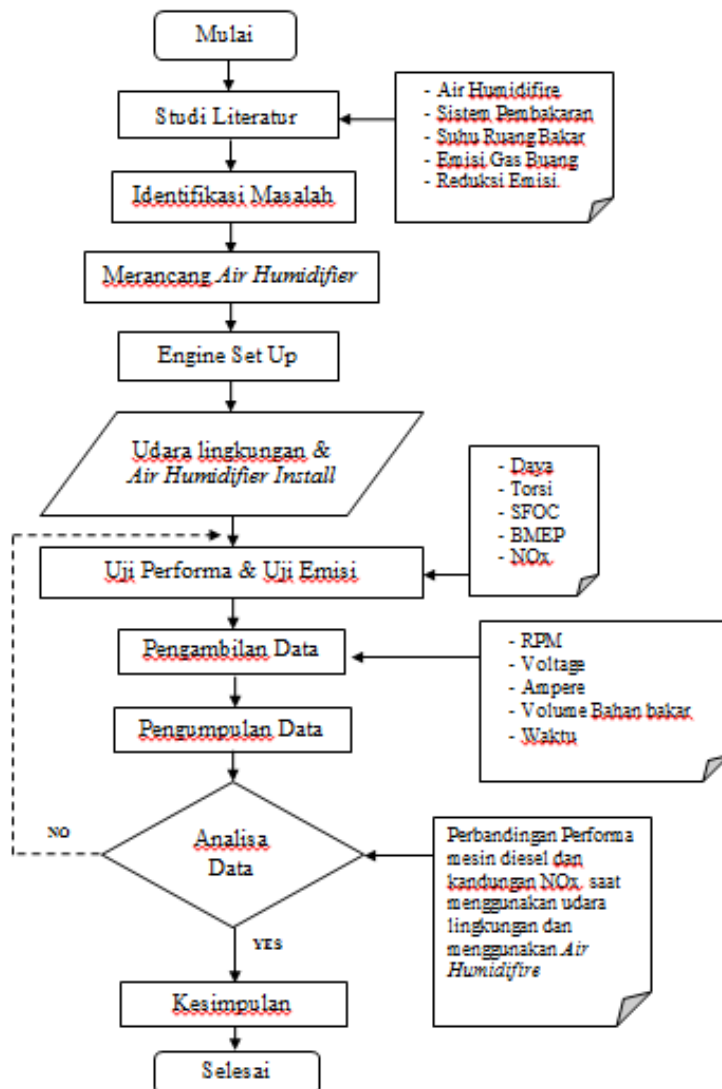 Mulai
Studi Literatur
- Air Humidifire
- Sistem Pembakaran
- Suhu Ruang Bakar
- Emisi Gas Buang
- Reduksi Emisi.
Identifikasi Masalah
Merancang Air Humidifier
Engine Set Up
Udara lingkungan &
Air Humidifier Install
- Daya
- Torsi
- SFOC
- BMEP
- NOx.
Uji Performa & Uji Emisi
Pengambilan Data
- RPM
- Voltage
- Ampere
- Volume Bahan bakar
- Waktu
Pengumpulan Data
NO
Analisa
Data
Perbandingan Performa
mesin diesel dan
kandungan NOx. saat
menggunakan udara
lingkungan dan
menggunakan Air
Humidifire
YES
Kesimpulan
Selesai